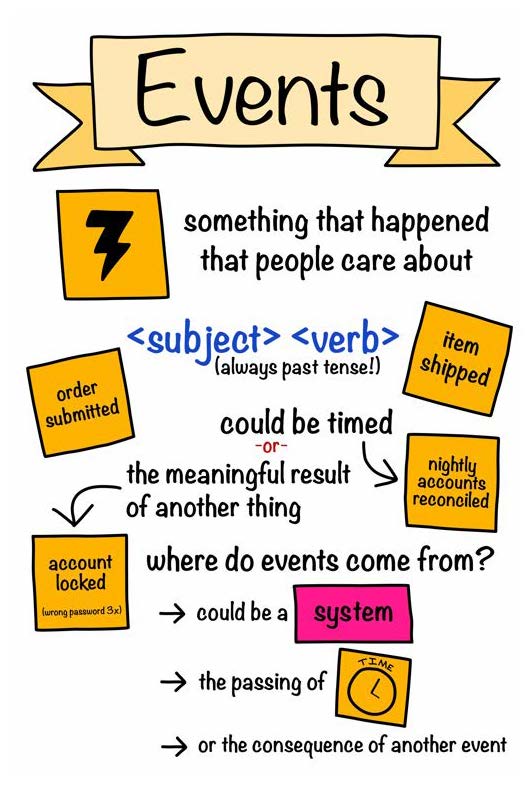 Events
something that happened
that people care about
<subject> <verb>
(always past tense!)
item
shipped
order
submitted
could be timed
-or-
the meaningful result
of another thing
nightly
accounts
reconciled
account
locked
(wrong password 3x)
where do events come from?
→ could be a system
→ the passing of TIME
→ or the consequence of another event